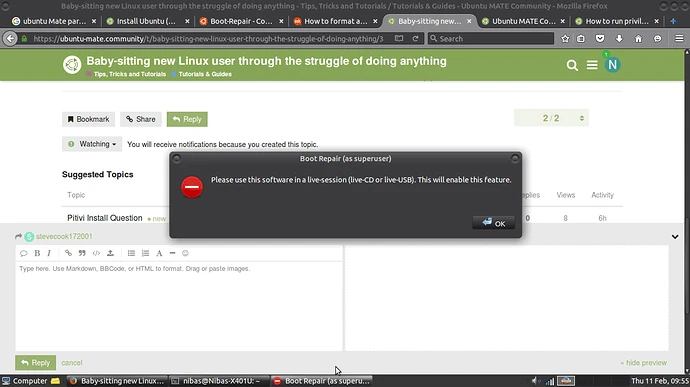 Baby-sitting new Linux user through the struggle of doing anything - Tips, Tricks and Tutorials / Tutorials & Guides - Ubuntu MATE Community - Mozilla Firefox
ubuntu Mate par...
Install Ubuntu (...
Boot-Repair - Co...
How to format a ...
Baby-sitting new...
Ubuntu MATE Co...
How to run privil...
https://ubuntu-mate.community/t/baby-sitting-new-linux-user-through-the-struggle-of-doing-anything/3
Search
Baby-sitting new Linux user through the struggle of doing anything
Tips, Tricks and Tutorials Tutorials & Guides
1
N
Bookmark
Share
Reply
2 / 2
Watching
You will receive notifications because you created this topic.
Boot Repair (as superuser)
Please use this software in a live-session (live-CD or live-USB). This will enable this feature.
OK
Suggested Topics
Topic
Views
Activity
Pitivi Install Question new
0
8
6h
stevecook172001
B I
A
Type here. Use Markdown, BBCode, or HTML to format. Drag or paste images.
Reply
cancel
« hide preview
Computer
Baby-sitting new Linux...
nibas@Nibas-X401U: ~
Boot Repair (as superu...
Thu 11 Feb, 09:55